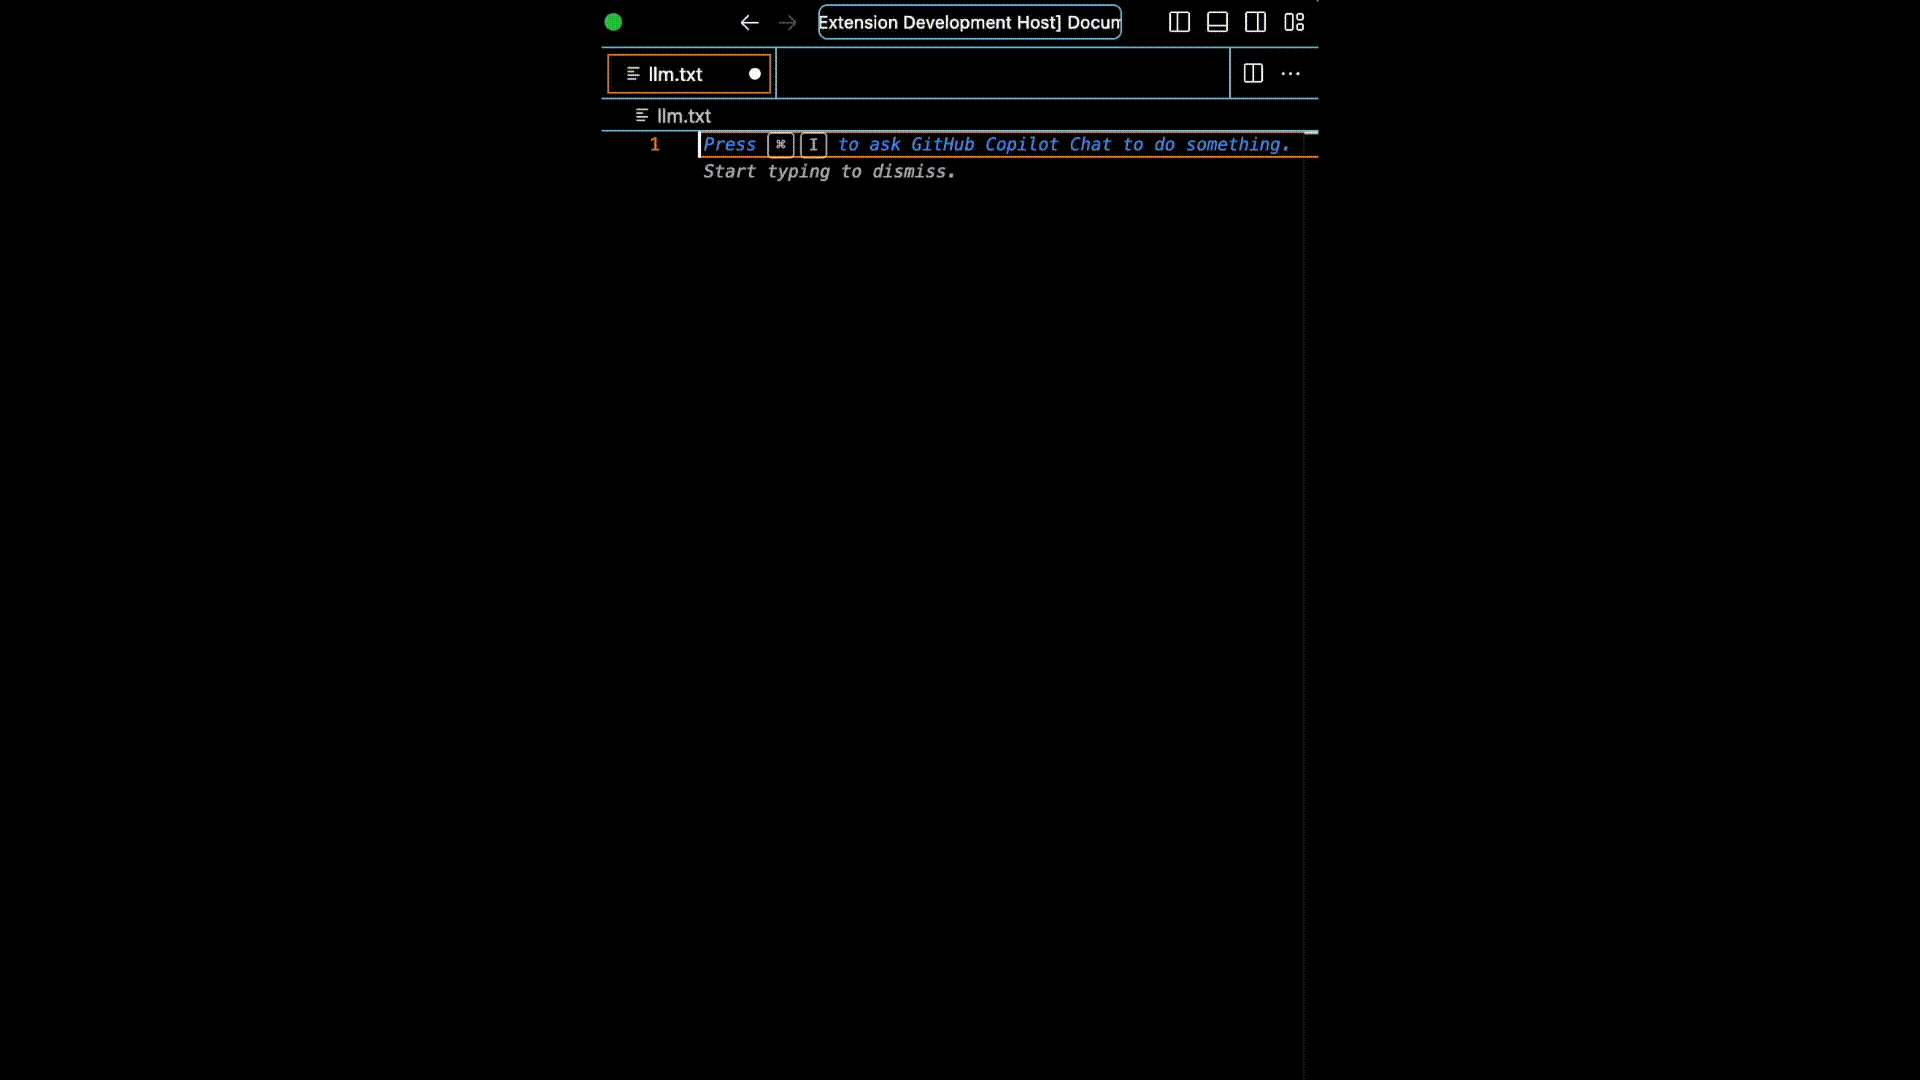 Extension Development Host] Docum
llm.txt
llm.txt
1 Press ⌘ I to ask GitHub Copilot Chat to do something.
Start typing to dismiss.